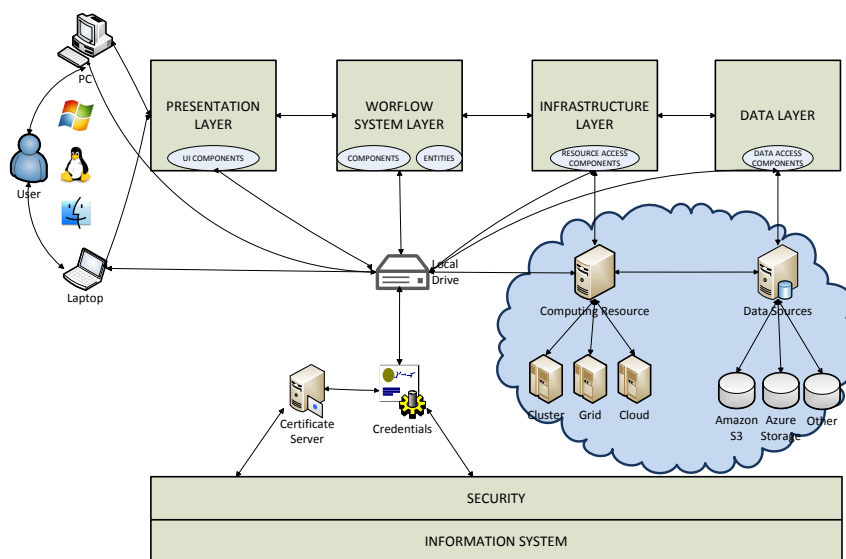 PC
PRESENTATION
LAYER
UI COMPONENTS
WORFLOW
SYSTEM LAYER
COMPONENTS
ENTITIES
INFRASTRUCTURE
LAYER
RESOURCE ACCESS
COMPONENTS
DATA LAYER
DATA ACCESS
COMPONENTS
User
Laptop
Local
Drive
Computing Resource
Data Sources
Cluster
Grid
Cloud
Amazon
S3
Azure
Storage
Other
Certificate
Server
Credentials
SECURITY
INFORMATION SYSTEM